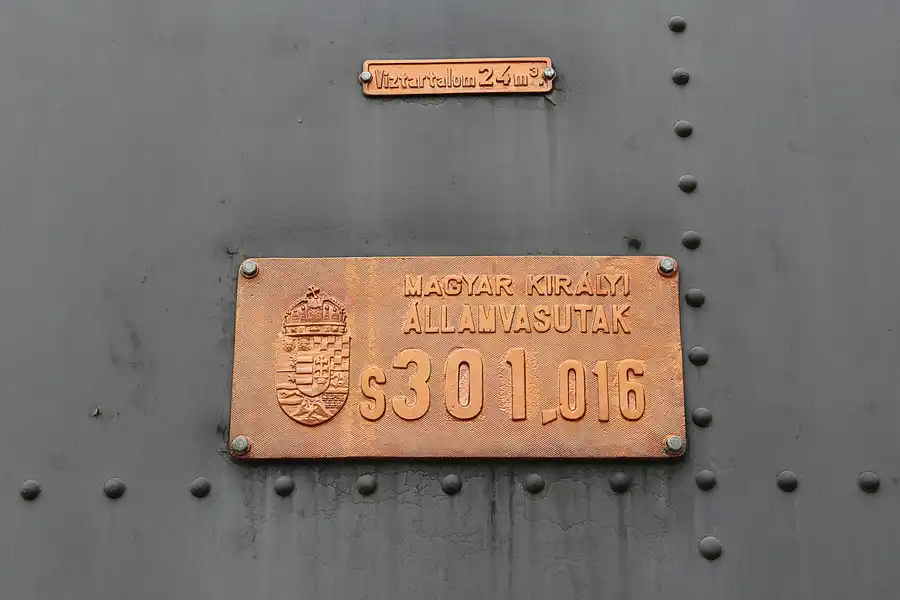 Víztartalom 24 m³.
MAGYAR KIRÁLYI
ÁLLAMVASUTAK
S301,016